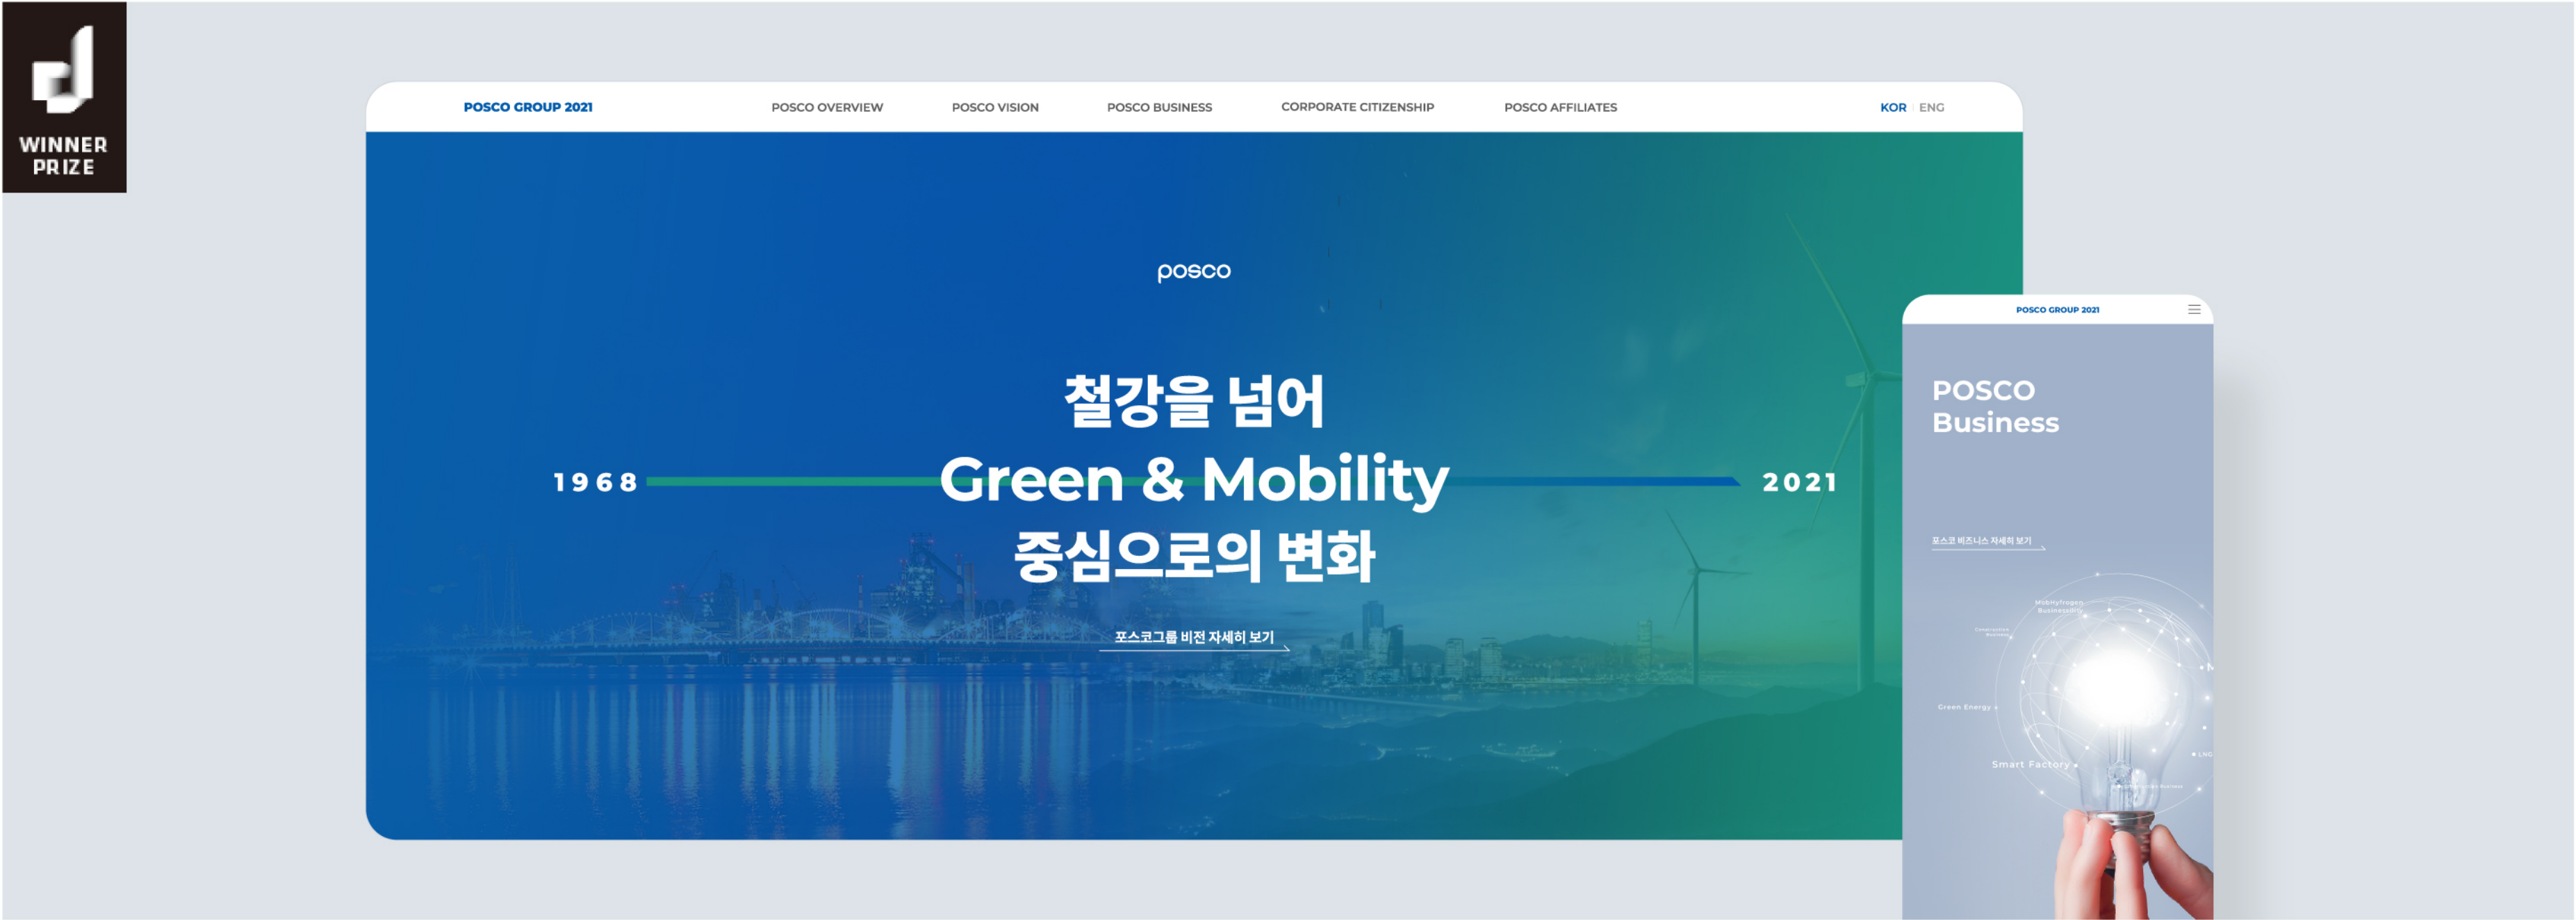 WINNER
PRIZE
POSCO GROUP 2021
POSCO OVERVIEW
POSCO VISION
POSCO BUSINESS
CORPORATE CITIZENSHIP
POSCO AFFILIATES
KOR | ENG
posco
철강을 넘어
1968
Green & Mobility
2021
중심으로의 변화
포스코그룹 비전 자세히 보기
POSCO GROUP 2021
POSCO
Business
포스코 비즈니스 자세히 보기
Green Energy
LNG
Smart Factory